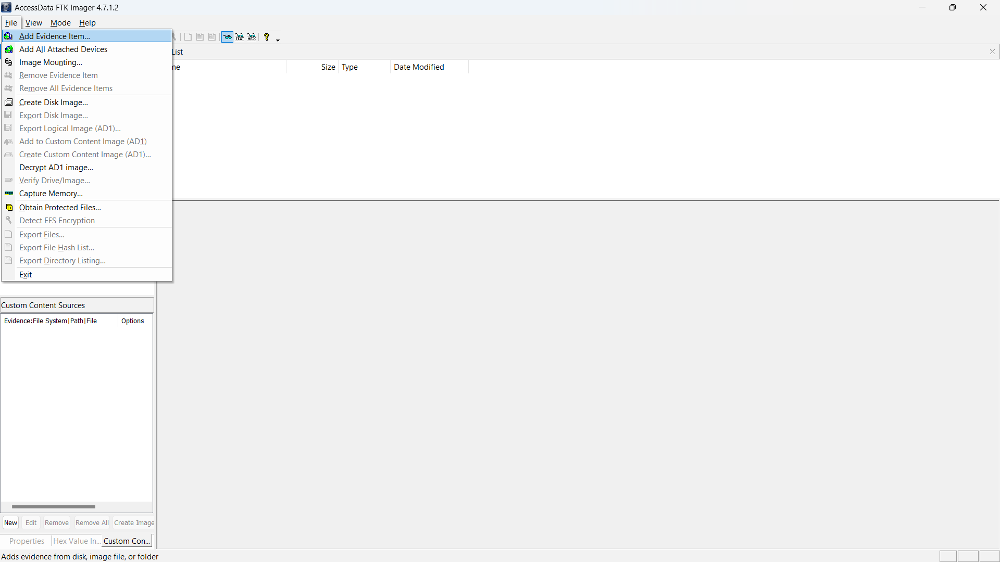 AccessData FTK Imager 4.7.1.2
File View Mode Help
Add Evidence Item...
Add All Attached Devices
Image Mounting...
Remove Evidence Item
Remove All Evidence Items
Create Disk Image...
Export Disk Image...
Export Logical Image (AD1)...
Add to Custom Content Image (AD1)
Create Custom Content Image (AD1)...
Decrypt AD1 image...
Verify Drive/Image...
Capture Memory...
Obtain Protected Files...
Detect EFS Encryption
Export Files...
Export File Hash List...
Export Directory Listing...
Exit
TEXT HEX
List
me Size Type Date Modified
Custom Content Sources
Evidence:File System|Path|File Options
New Edit Remove Remove All Create Image
Properties Hex Value In... Custom Con...
Adds evidence from disk, image file, or folder